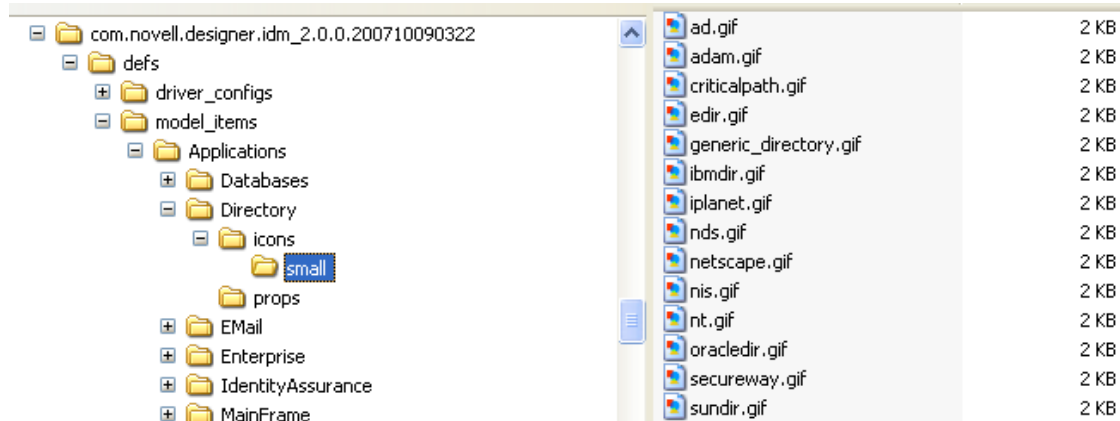 com.novell.designer.idm_2.0.0.200710090322
defs
driver_configs
model_items
Applications
Databases
Directory
icons
small
props
EMail
Enterprise
IdentityAssurance
MainFrame
ad.gif 2 KB
adam.gif 2 KB
criticalpath.gif 2 KB
edir.gif 2 KB
generic_directory.gif 2 KB
ibmdir.gif 2 KB
iplanet.gif 2 KB
nds.gif 2 KB
netscape.gif 2 KB
nis.gif 2 KB
nt.gif 2 KB
oracledir.gif 2 KB
secureway.gif 2 KB
sundir.gif 2 KB